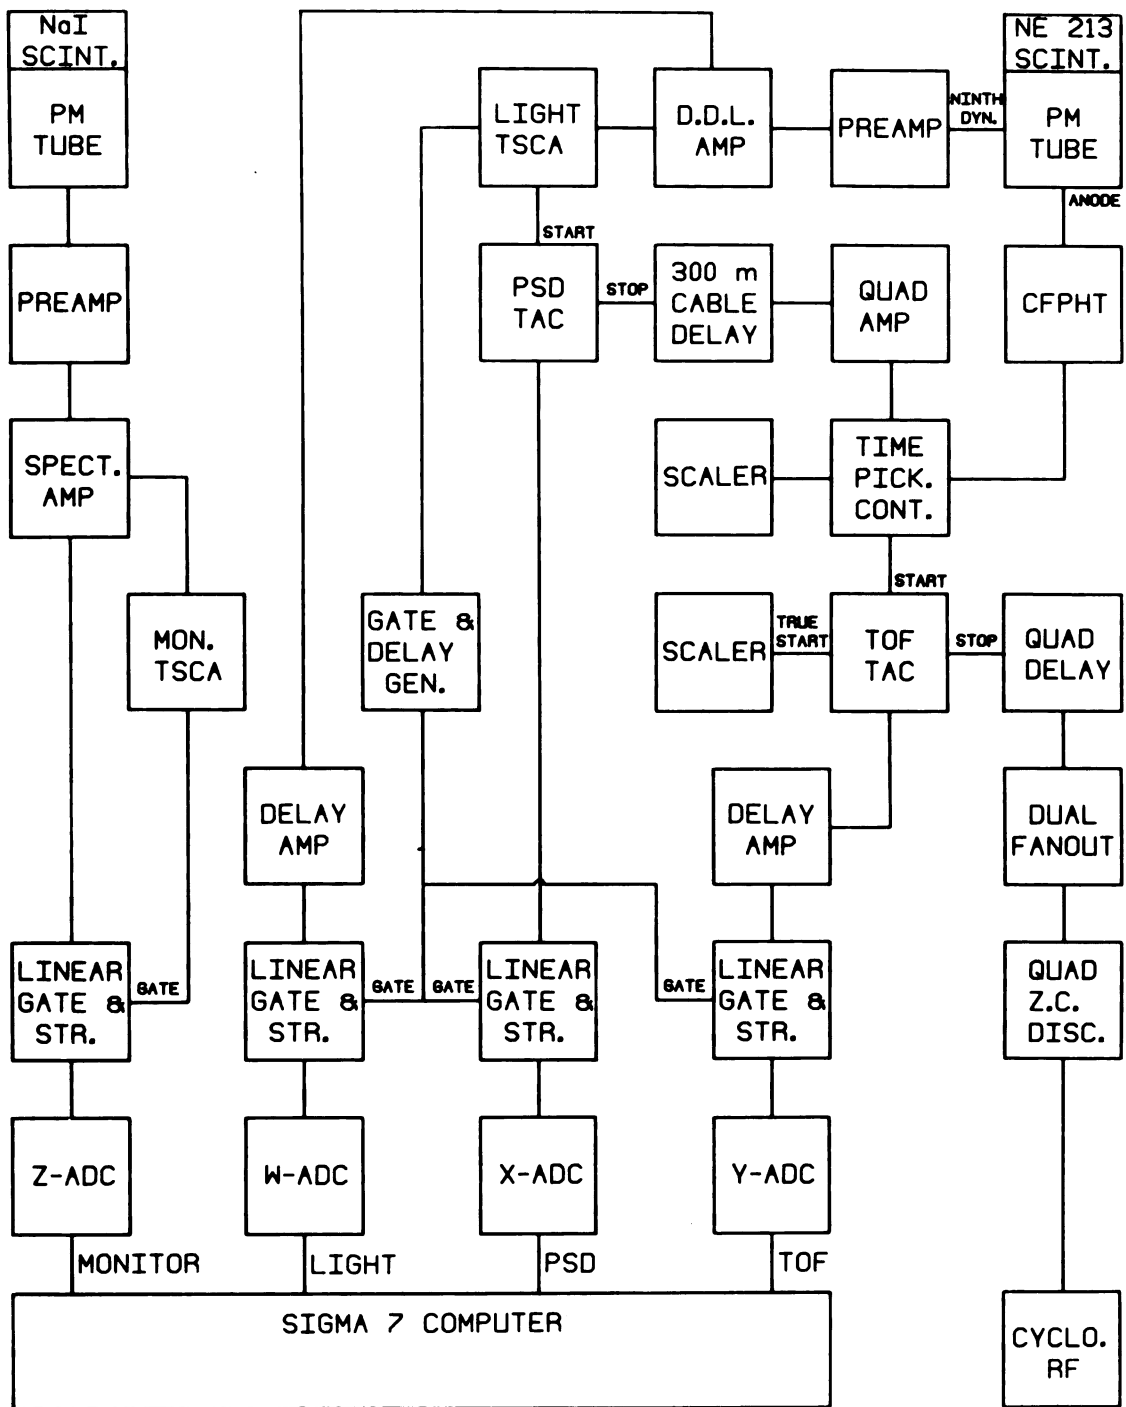 NaI
SCINT.
PM
TUBE
LIGHT
TSCA
D.D.L.
AMP
PREAMP
NINTH
DYN.
NE 213
SCINT.
PM
TUBE
ANODE
START
PREAMP
PSD
TAC
STOP
300 m
CABLE
DELAY
QUAD
AMP
CFPHT
SPECT.
AMP
SCALER
TIME
PICK.
CONT.
START
MON.
TSCA
GATE &
DELAY
GEN.
SCALER
TRUE
START
TOF
TAC
STOP
QUAD
DELAY
DELAY
AMP
DELAY
AMP
DUAL
FANOUT
LINEAR
GATE &
STR.
GATE
LINEAR
GATE &
STR.
GATE
GATE
LINEAR
GATE &
STR.
GATE
LINEAR
GATE &
STR.
QUAD
Z.C.
DISC.
Z-ADC
W-ADC
X-ADC
Y-ADC
MONITOR
LIGHT
PSD
TOF
SIGMA 7 COMPUTER
CYCLO.
RF